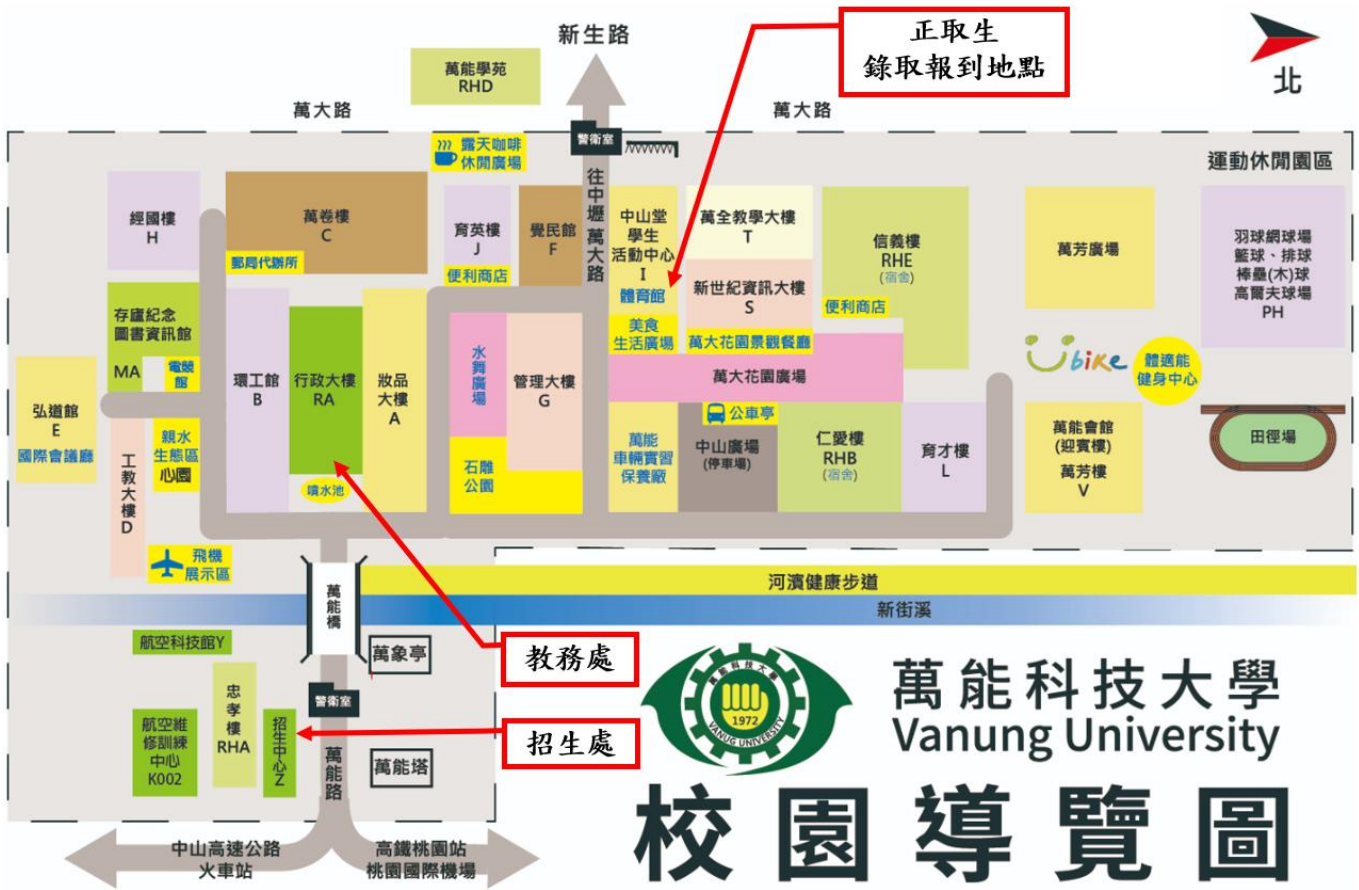 新生路
正取生
錄取報到地點
北
萬能學苑
RHD
萬大路
萬大路
警衛室
露天咖啡
休閒廣場
運動休閒園區
往中壢 萬大路
經國樓
H
萬卷樓
C
郵局代辦所
育英樓
J
便利商店
覺民館
F
中山堂
學生
活動中心
I
體育館
美食
生活廣場
萬全教學大樓
T
新世紀資訊大樓
S
萬大花園景觀餐廳
信義樓
RHE
(宿舍)
便利商店
萬芳廣場
羽球網球場
籃球、排球
棒壘(木)球
高爾夫球場
PH
存廬紀念
圖書資訊館
MA
電競
館
環工館
B
行政大樓
RA
妝品
大樓
A
水舞廣場
管理大樓
G
萬大花園廣場
Ubike
體適能
健身中心
弘道館
E
國際會議廳
工教大樓D
親水
生態區
心園
噴水池
石雕
公園
萬能
車輛實習
保養廠
公車亭
中山廣場
(停車場)
仁愛樓
RHB
(宿舍)
育才樓
L
萬能會館
(迎賓樓)
萬芳樓
V
田徑場
飛機
展示區
萬能橋
河濱健康步道
新街溪
航空科技館Y
萬象亭
教務處
警衛室
忠孝樓
RHA
航空維
修訓練
中心
K002
招生中心Z
招生處
萬能路
萬能塔
中山高速公路
火車站
高鐵桃園站
桃園國際機場
萬能科技大學
1972
VANUG UNIVERSITY
萬能科技大學
Vanung University
校園導覽圖